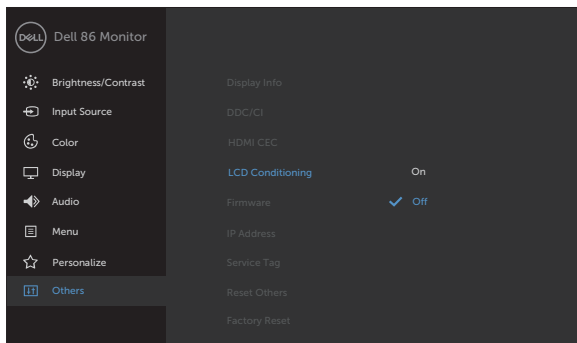 DELL Dell 86 Monitor
Brightness/Contrast Display Info
Input Source DDC/CI
Color HDMI CEC
Display LCD Conditioning On
Audio Firmware Off
Menu IP Address
Personalize Service Tag
Others Reset Others
Factory Reset